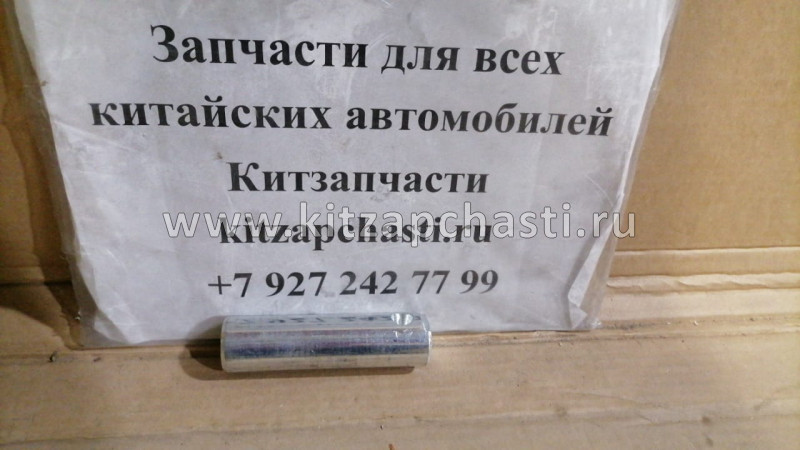 Запчасти для всех
китайских автомобилей
Китзапчасти
www.kitzapchasti.ru
kitzapchasti.ru
+7 927 242 77 99